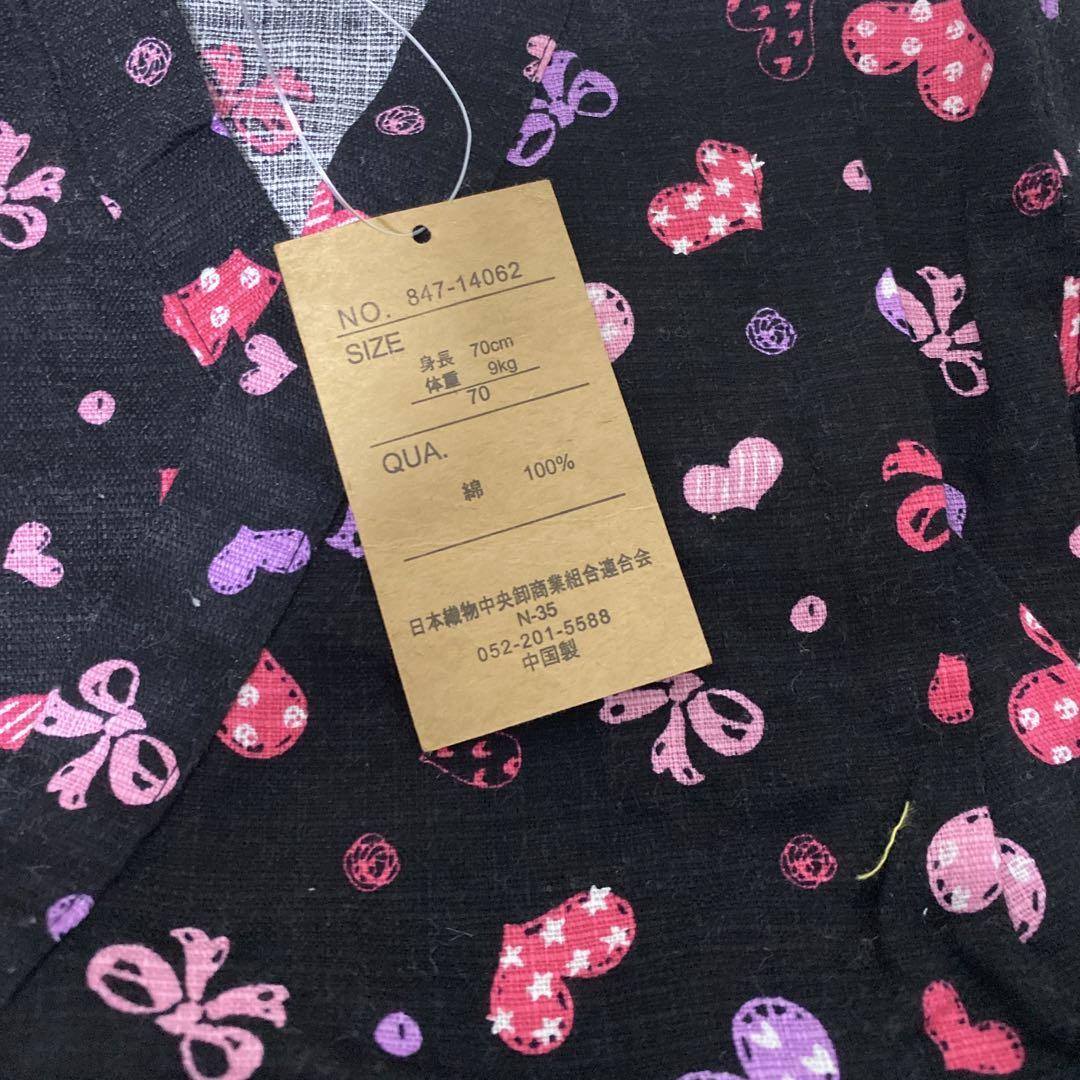 NO. 847-14062
SIZE
身長 70cm
体重 9kg
70
QUA.
綿 100%
日本織物中央卸商業組合連合会
N-35
052-201-5588
中国製